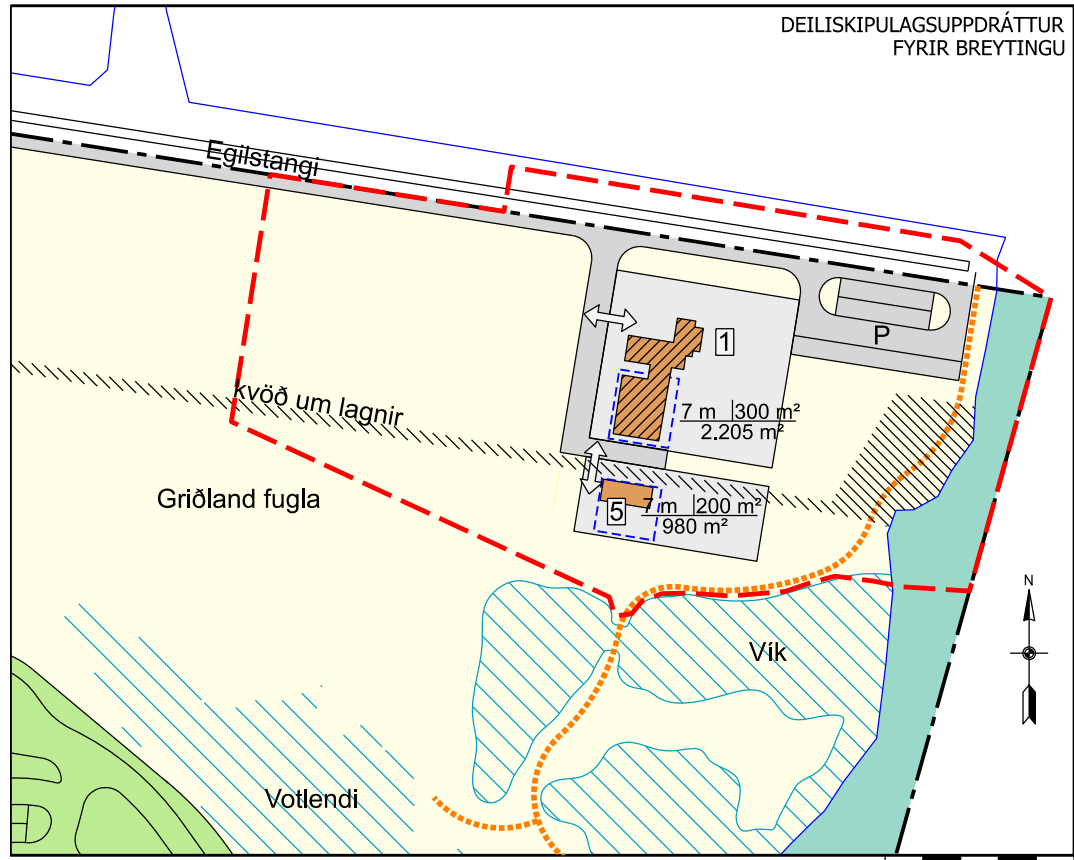 DEILISKIPULAGSUPPDRÁTTUR
FYRIR BREYTINGU
Egilstangi
P
1
7 m 300 m²
2.205 m²
kvöð um lagnir
Griðland fugla
5
7 m 200 m²
980 m²
N
Vík
Votlendi